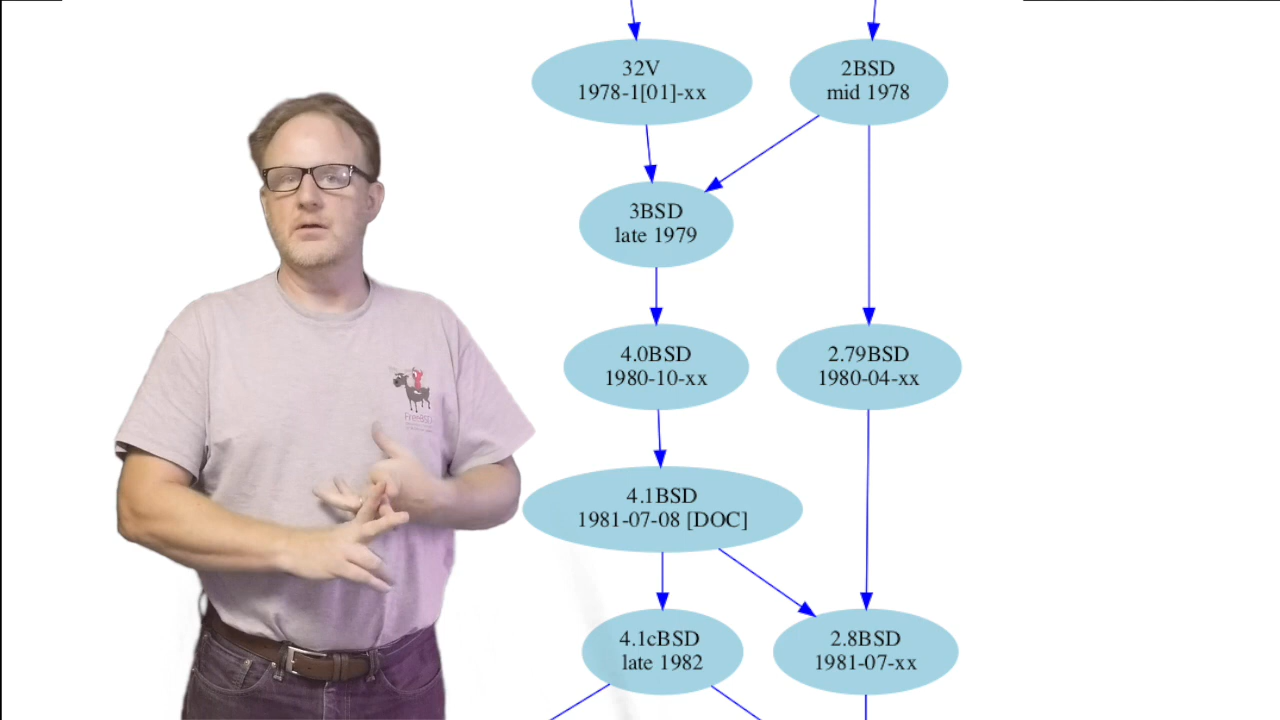 32V
1978-1[01]-xx
2BSD
mid 1978
3BSD
late 1979
4.0BSD
1980-10-xx
2.79BSD
1980-04-xx
4.1BSD
1981-07-08 [DOC]
4.1cBSD
late 1982
2.8BSD
1981-07-xx
FreeBSD